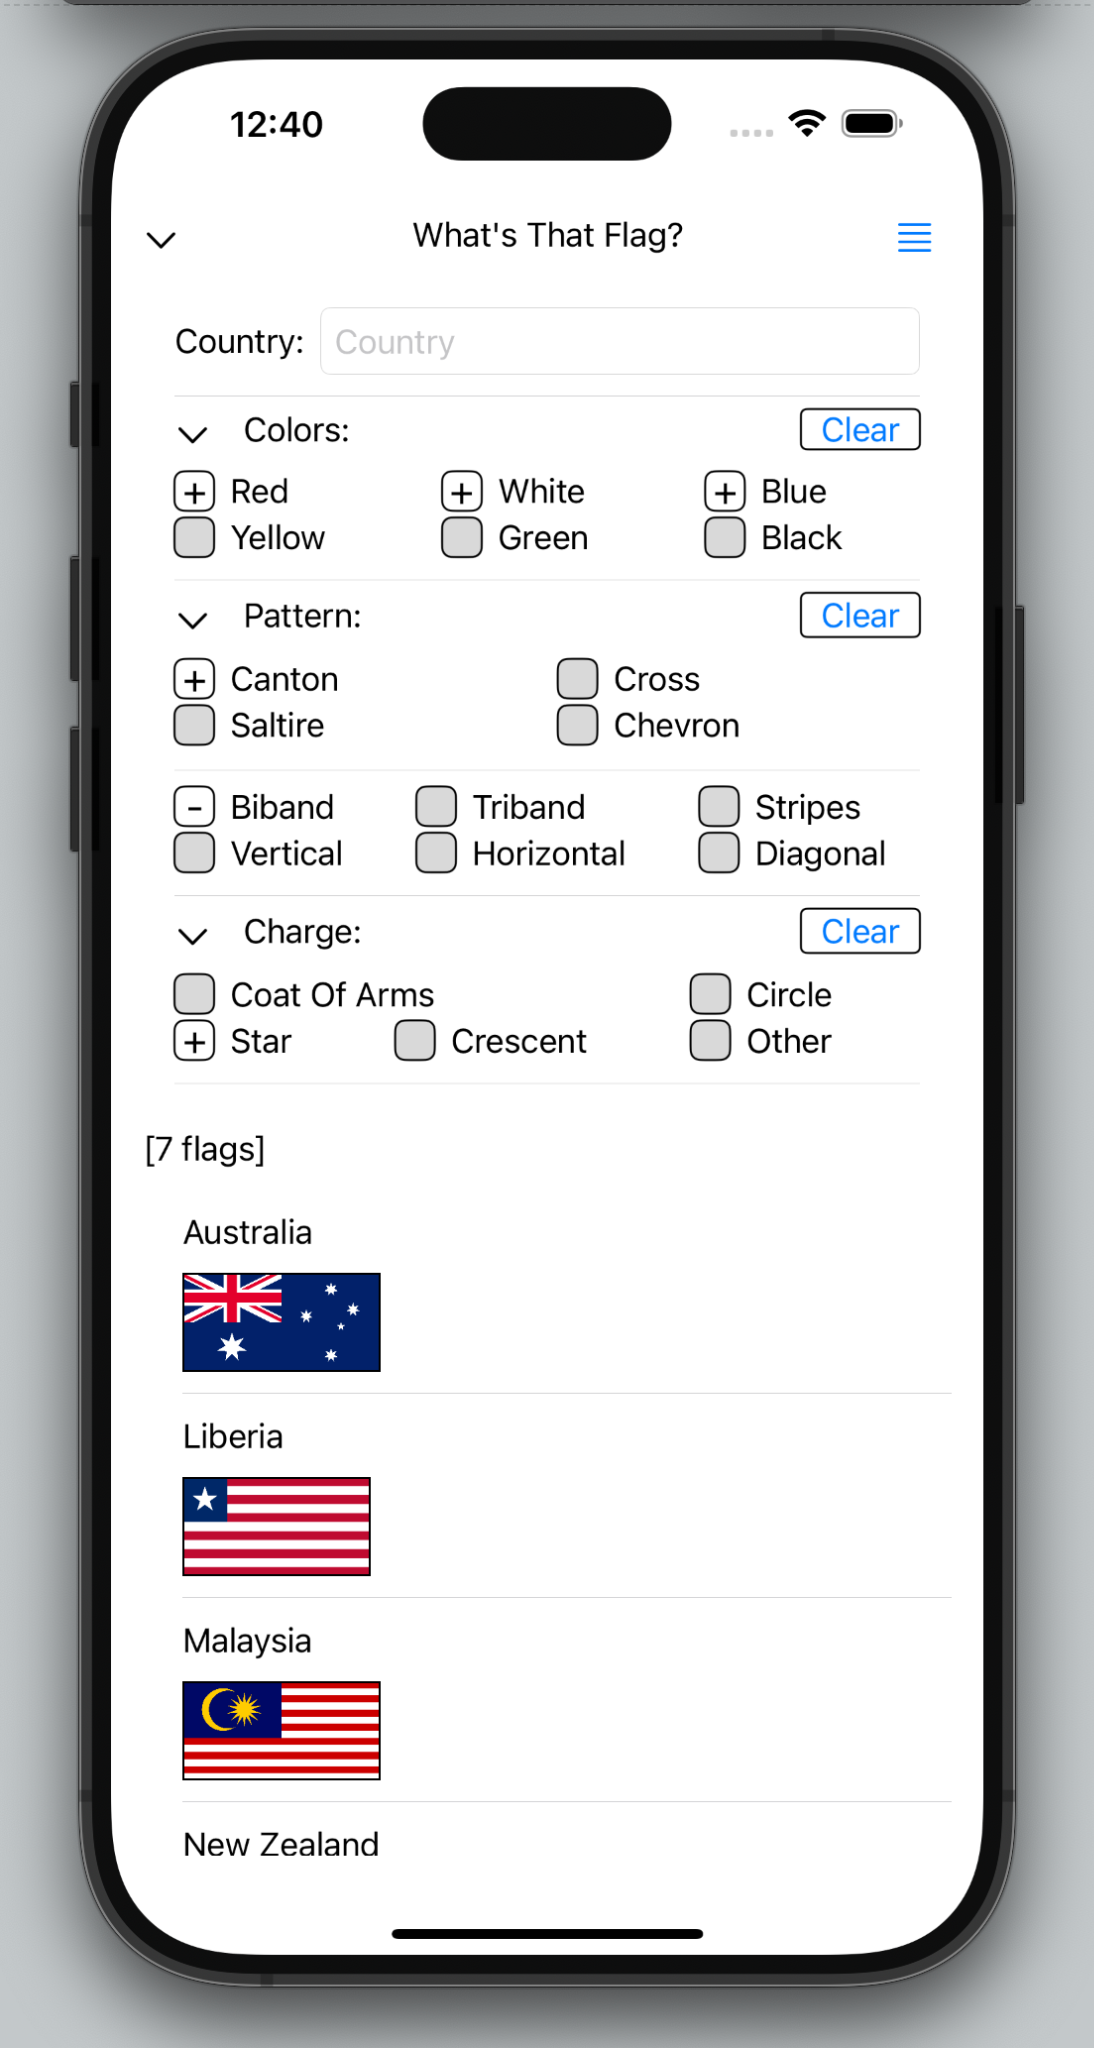 12:40
What's That Flag?
Country: Country
Colors: Clear
+ Red + White + Blue
Yellow Green Black
Pattern: Clear
+ Canton Cross
Saltire Chevron
- Biband Triband Stripes
Vertical Horizontal Diagonal
Charge: Clear
Coat Of Arms Circle
+ Star Crescent Other
[7 flags]
Australia
Liberia
Malaysia
New Zealand